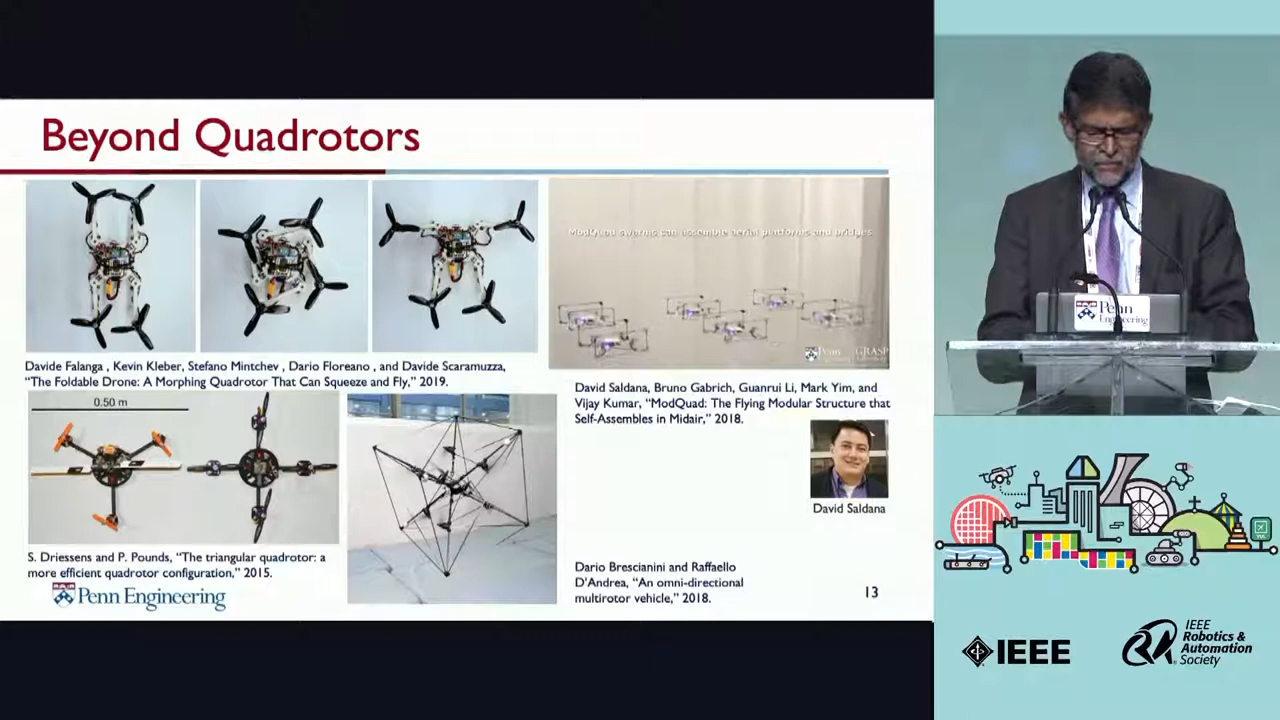 Beyond Quadrotors
ModQuad swarms can assemble aerial platforms and bridges
Penn
GRASP
Davide Falanga , Kevin Kleber, Stefano Mintchev , Dario Floreano , and Davide Scaramuzza,
“The Foldable Drone: A Morphing Quadrotor That Can Squeeze and Fly,” 2019.
David Saldana, Bruno Gabrich, Guanrui Li, Mark Yim, and
Vijay Kumar, “ModQuad: The Flying Modular Structure that
Self-Assembles in Midair,” 2018.
David Saldana
0.50 m
S. Driessens and P. Pounds, “The triangular quadrotor: a
more efficient quadrotor configuration,” 2015.
Dario Brescianini and Raffaello
D’Andrea, “An omni-directional
multirotor vehicle,” 2018.
Penn Engineering
13
Penn
Engineering
IEEE
IEEE
Robotics &
Automation
Society